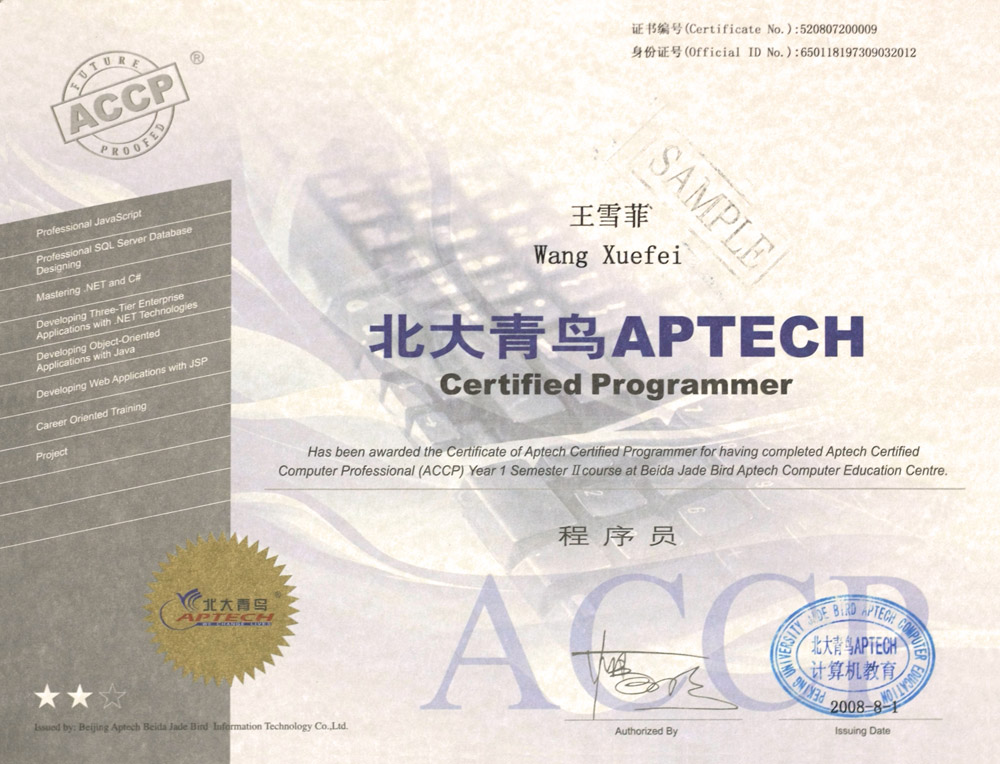 证书编号(Certificate No.):520807200009
身份证号(Official ID No.):650118197309032012
FUTURE
ACCP
®
PROOFED
SAMPLE
王雪菲
Wang Xuefei
Professional JavaScript
Professional SQL Server Database
Designing
Mastering .NET and C#
Developing Three-Tier Enterprise
Applications with .NET Technologies
Developing Object-Oriented
Applications with Java
Developing Web Applications with JSP
Career Oriented Training
Project
北大青鸟APTECH
Certified Programmer
Has been awarded the Certificate of Aptech Certified Programmer for having completed Aptech Certified
Computer Professional (ACCP) Year 1 Semester Ⅱ course at Beida Jade Bird Aptech Computer Education Centre.
程序员
ACCP
北大青鸟
APTECH
WE CHANGE LIVES
PEKING UNIVERSITY JADE BIRD APTECH COMPUTER EDUCATION
北大青鸟APTECH
计算机教育
2008-8-1
Issued by: Beijing Aptech Beida Jade Bird Information Technology Co.,Ltd.
Authorized By
Issuing Date